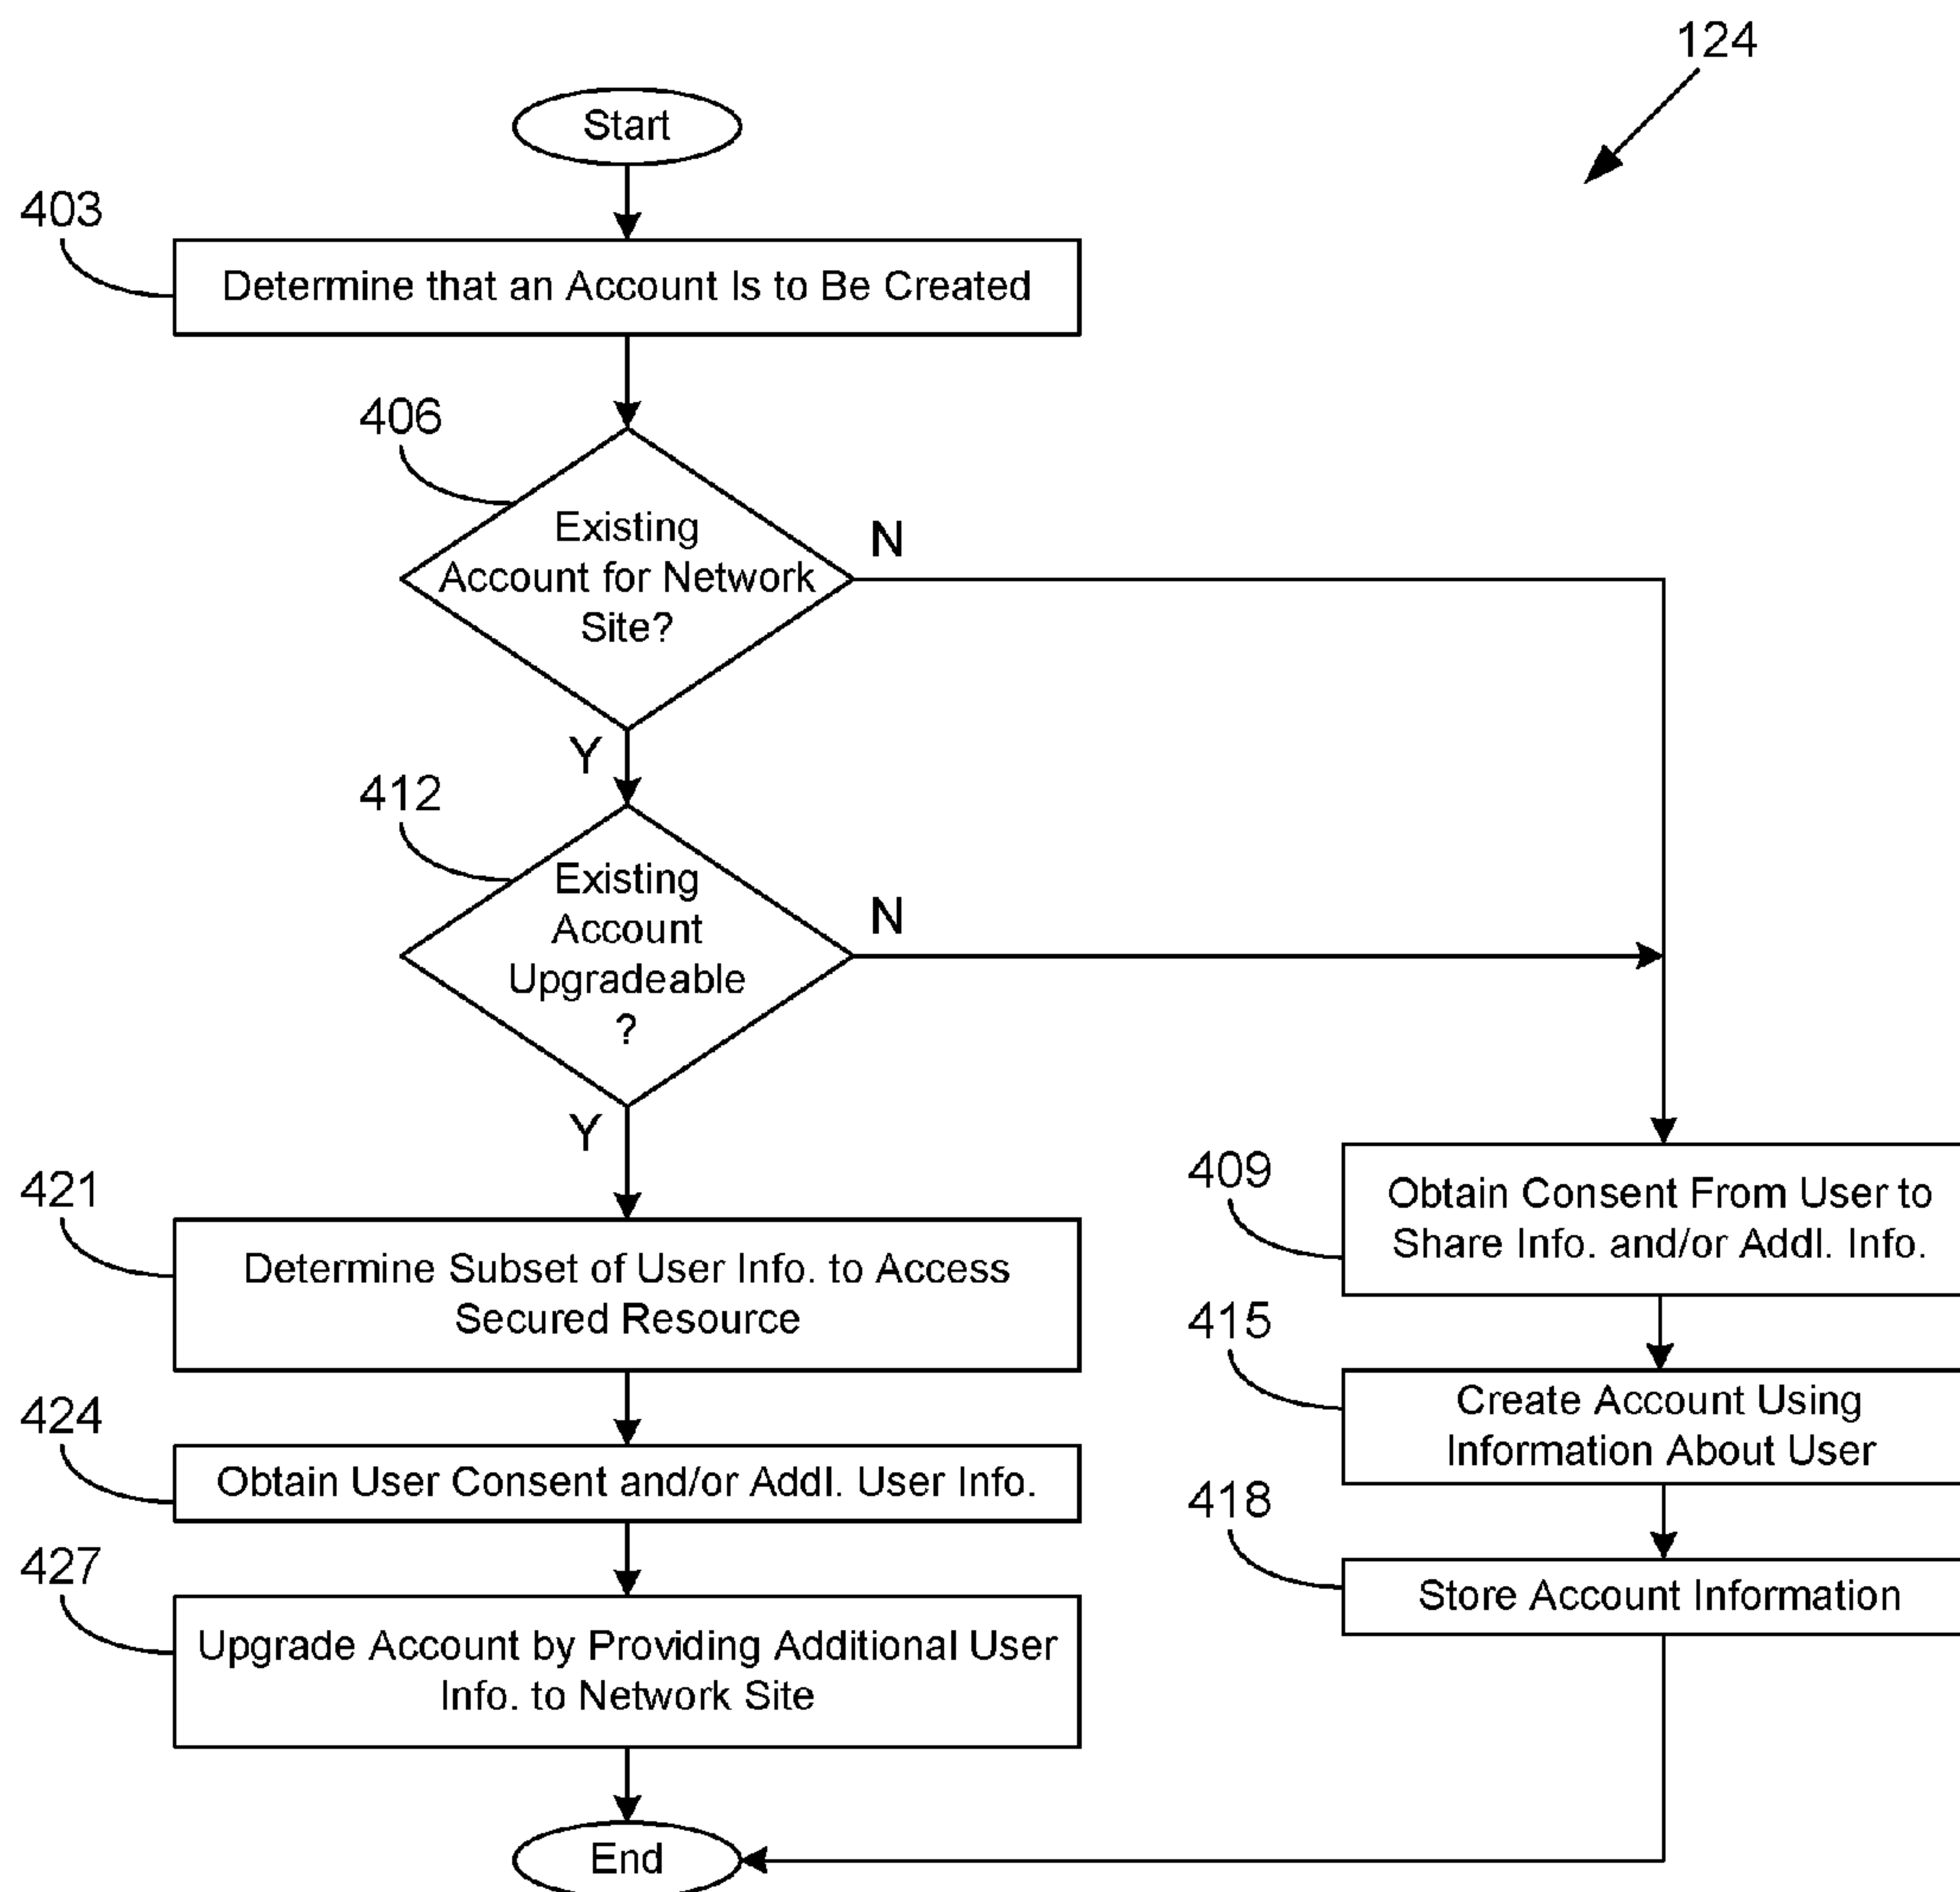 124
Start
403
Determine that an Account Is to Be Created
406
Existing
Account for Network
Site?
N
Y
412
Existing
Account
Upgradeable
?
N
Y
421
Determine Subset of User Info. to Access
Secured Resource
424
Obtain User Consent and/or Addl. User Info.
427
Upgrade Account by Providing Additional User
Info. to Network Site
409
Obtain Consent From User to
Share Info. and/or Addl. Info.
415
Create Account Using
Information About User
418
Store Account Information
End